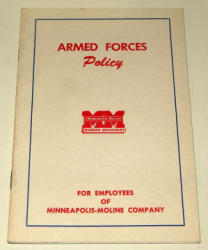 ARMED FORCES
Policy
MM
MODERN MACHINERY
FOR EMPLOYEES
OF
MINNEAPOLIS-MOLINE COMPANY